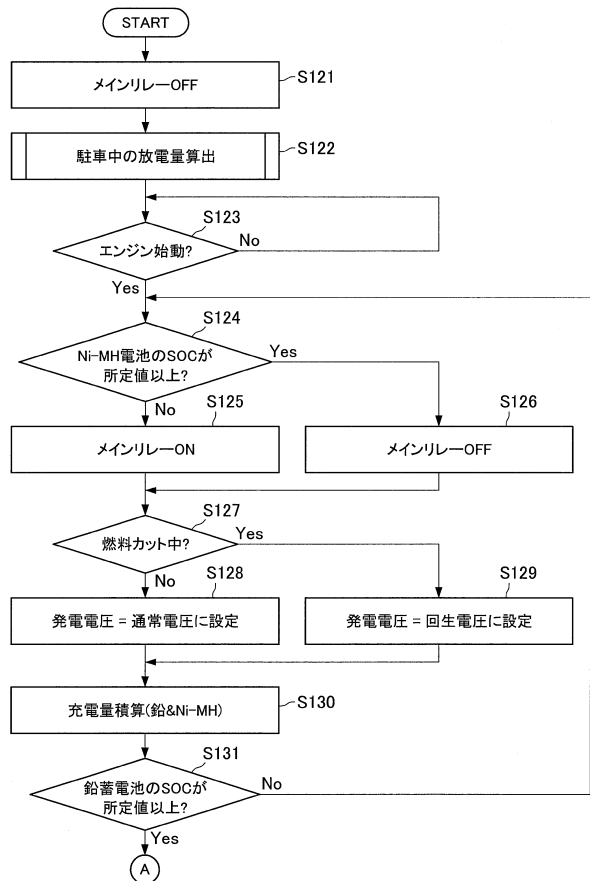 START
メインリレーOFF
S121
駐車中の放電量算出
S122
S123
エンジン始動?
No
Yes
S124
Ni-MH電池のSOCが
所定値以上?
Yes
No
S125
メインリレーON
S126
メインリレーOFF
S127
燃料カット中?
Yes
No
S128
発電電圧 = 通常電圧に設定
S129
発電電圧 = 回生電圧に設定
充電量積算(鉛&Ni-MH)
S130
S131
鉛蓄電池のSOCが
所定値以上?
No
Yes
A